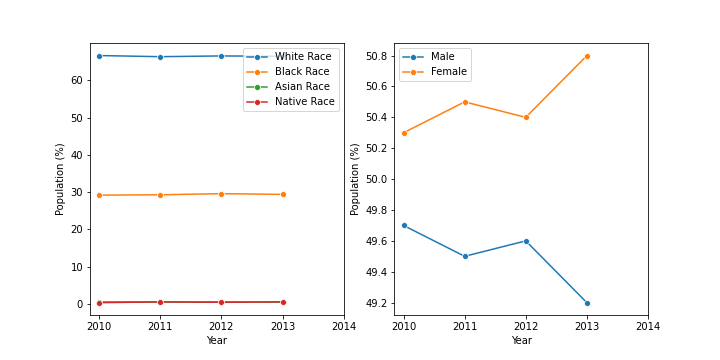 White Race
Black Race
Asian Race
Native Race
60
50
40
30
20
10
0
Population (%)
2010 2011 2012 2013 2014
Year
Male
Female
50.8
50.6
50.4
50.2
50.0
49.8
49.6
49.4
49.2
Population (%)
2010 2011 2012 2013 2014
Year